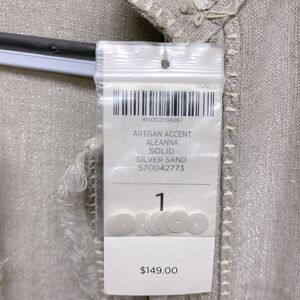 451002094267
ARTISAN ACCENT
ALEANNA
SOLID
SILVER SAND
570042773
1
$149.00